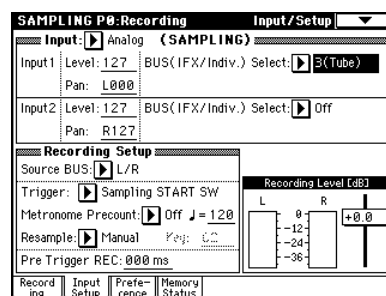 SAMPLING P0:Recording Input/Setup
Input: Analog (SAMPLING)
Input1 Level: 127 BUS(IFX/Indiv.) Select: 3(Tube)
Pan: L000
Input2 Level: 127 BUS(IFX/Indiv.) Select: Off
Pan: R127
Recording Setup
Source BUS: L/R
Trigger: Sampling START SW
Metronome Precount: Off ♩= 120
Resample: Manual Key:
Pre Trigger REC: 000 ms
Recording Level [dB]
L R
0
-12
-24
-36
+0.0
Record ing
Input Setup
Prefe- rence
Memory Status